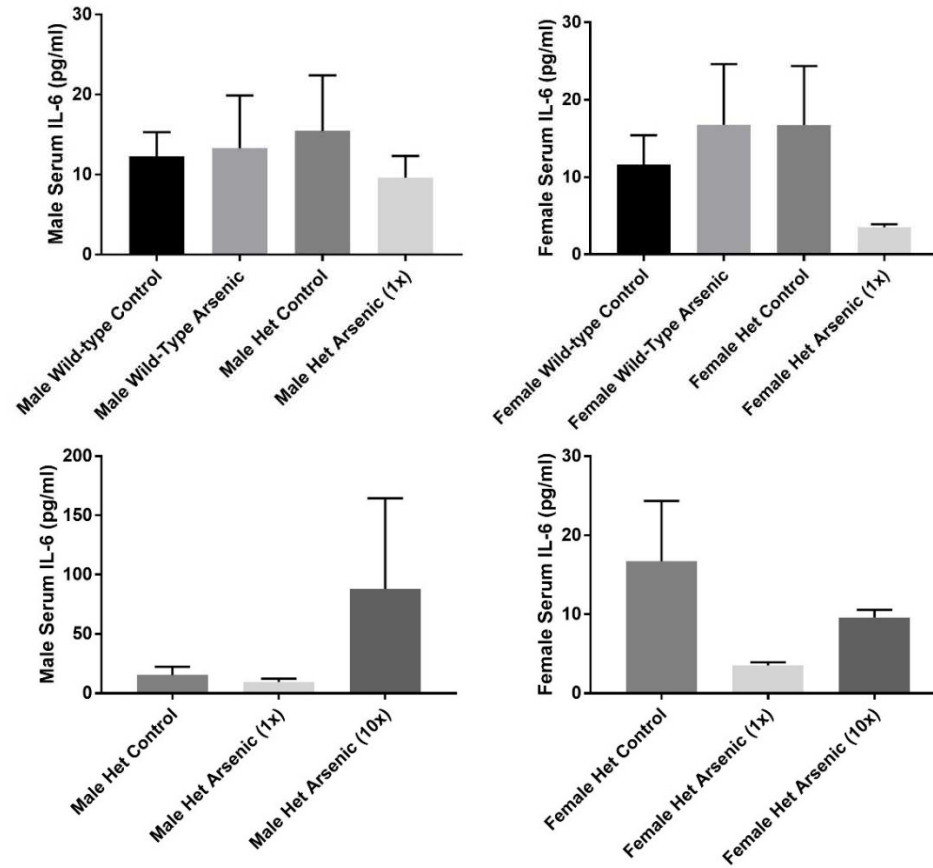 Male Serum IL-6 (pg/ml)
30
20
10
0
Male Wild-type Control
Male Wild-Type Arsenic
Male Het Control
Male Het Arsenic (1x)
Female Serum IL-6 (pg/ml)
30
20
10
0
Female Wild-type Control
Female Wild-Type Arsenic
Female Het Control
Female Het Arsenic (1x)
Male Serum IL-6 (pg/ml)
200
150
100
50
0
Male Het Control
Male Het Arsenic (1x)
Male Het Arsenic (10x)
Female Serum IL-6 (pg/ml)
30
20
10
0
Female Het Control
Female Het Arsenic (1x)
Female Het Arsenic (10x)